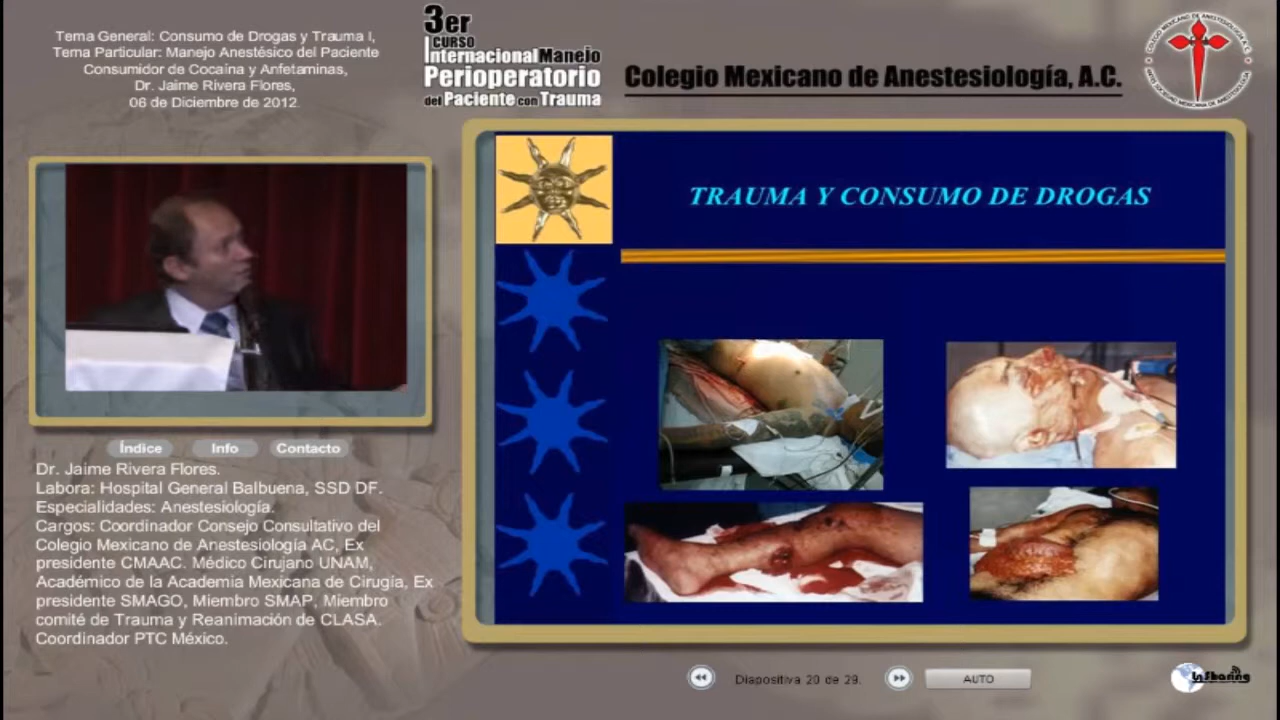 Tema General: Consumo de Drogas y Trauma I,
Tema Particular: Manejo Anestésico del Paciente
Consumidor de Cocaína y Anfetaminas,
Dr. Jaime Rivera Flores,
06 de Diciembre de 2012.
3er
CURSO
Internacional Manejo
Perioperatorio
del Paciente con Trauma
Colegio Mexicano de Anestesiología, A.C.
TRAUMA Y CONSUMO DE DROGAS
Índice
Info
Contacto
Dr. Jaime Rivera Flores.
Labora: Hospital General Balbuena, SSD DF.
Especialidades: Anestesiología.
Cargos: Coordinador Consejo Consultativo del
Colegio Mexicano de Anestesiología AC, Ex
presidente CMAAC. Médico Cirujano UNAM,
Académico de la Academia Mexicana de Cirugía, Ex
presidente SMAGO, Miembro SMAP, Miembro
comité de Trauma y Reanimación de CLASA.
Coordinador PTC México.
Diapositiva 20 de 29.
AUTO
InSharing